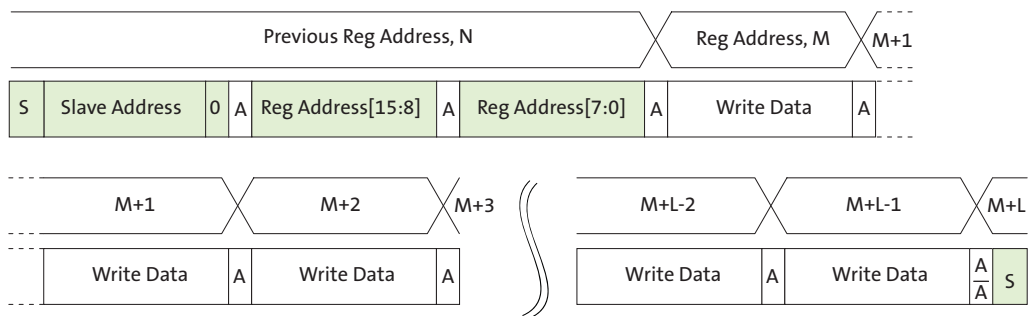 Previous Reg Address, N Reg Address, M M+1
S Slave Address 0 A Reg Address[15:8] A Reg Address[7:0] A Write Data A
M+1 M+2 M+3 M+L-2 M+L-1 M+L
Write Data A Write Data A Write Data A Write Data A S
A